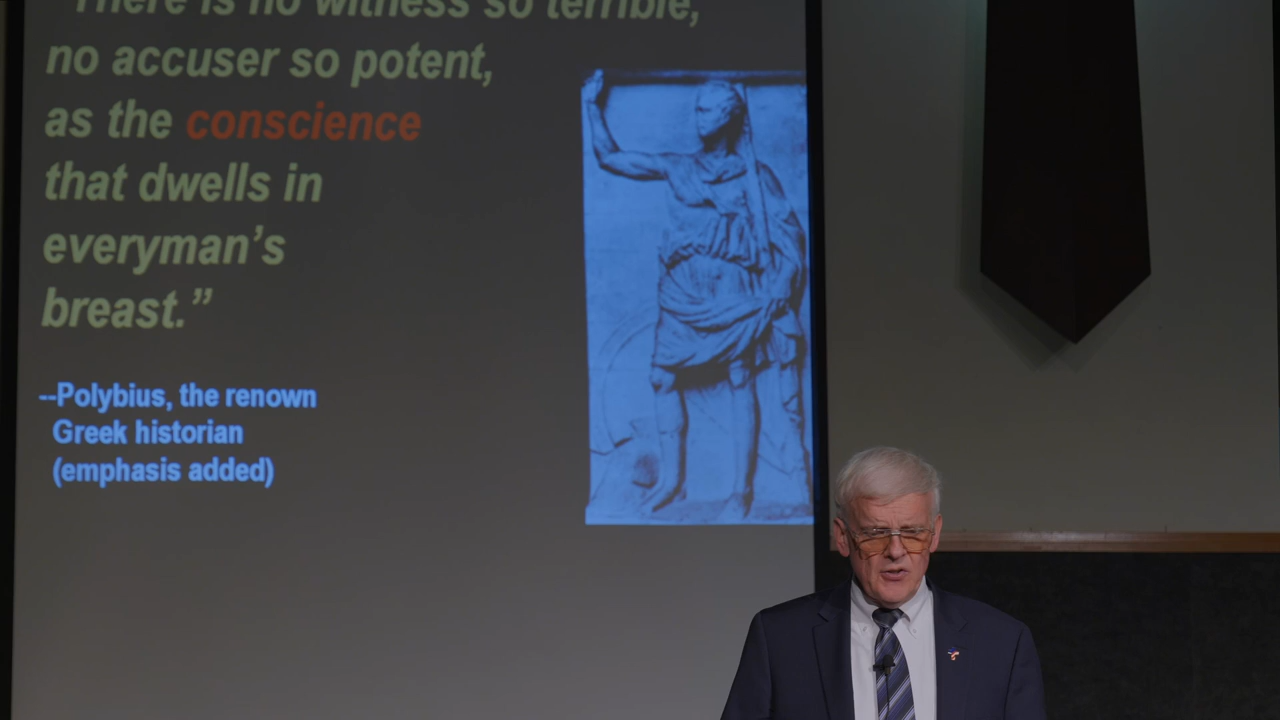 "There is no witness so terrible,
no accuser so potent,
as the conscience
that dwells in
everyman's
breast."
--Polybius, the renown
Greek historian
(emphasis added)